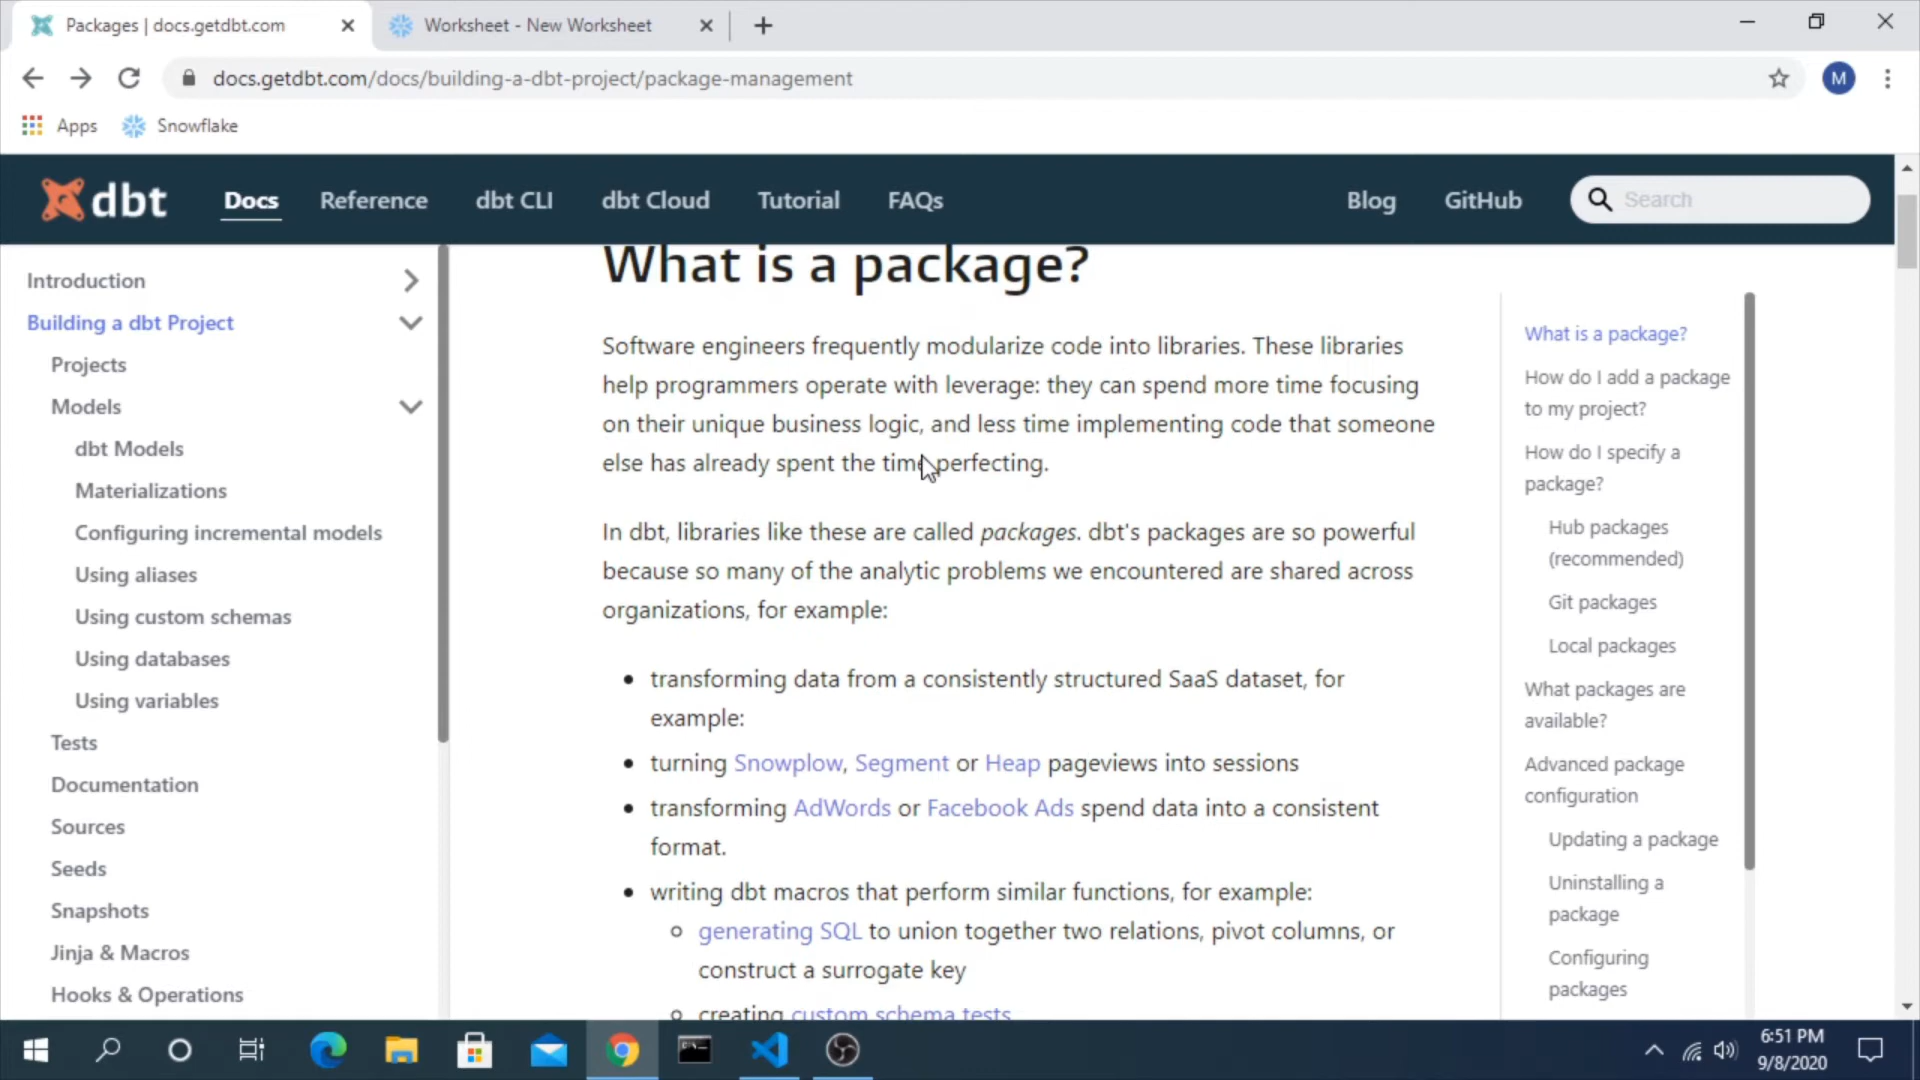 Packages | docs.getdbt.com
Worksheet - New Worksheet
docs.getdbt.com/docs/building-a-dbt-project/package-management
M
Apps
Snowflake
dbt
Docs
Reference
dbt CLI
dbt Cloud
Tutorial
FAQs
Blog
GitHub
Search
Introduction
Building a dbt Project
Projects
Models
dbt Models
Materializations
Configuring incremental models
Using aliases
Using custom schemas
Using databases
Using variables
Tests
Documentation
Sources
Seeds
Snapshots
Jinja & Macros
Hooks & Operations
What is a package?
Software engineers frequently modularize code into libraries. These libraries
help programmers operate with leverage: they can spend more time focusing
on their unique business logic, and less time implementing code that someone
else has already spent the time perfecting.
In dbt, libraries like these are called packages. dbt's packages are so powerful
because so many of the analytic problems we encountered are shared across
organizations, for example:
transforming data from a consistently structured SaaS dataset, for
example:
turning Snowplow, Segment or Heap pageviews into sessions
transforming AdWords or Facebook Ads spend data into a consistent
format.
writing dbt macros that perform similar functions, for example:
generating SQL to union together two relations, pivot columns, or
construct a surrogate key
creating custom schema tests
What is a package?
How do I add a package
to my project?
How do I specify a
package?
Hub packages
(recommended)
Git packages
Local packages
What packages are
available?
Advanced package
configuration
Updating a package
Uninstalling a
package
Configuring
packages
6:51 PM
9/8/2020